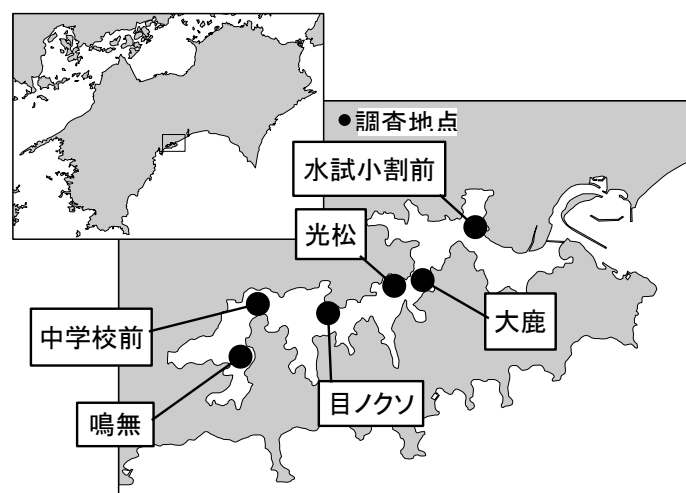 ●調査地点
水試小割前
光松
中学校前
大鹿
目ノクソ
鳴無